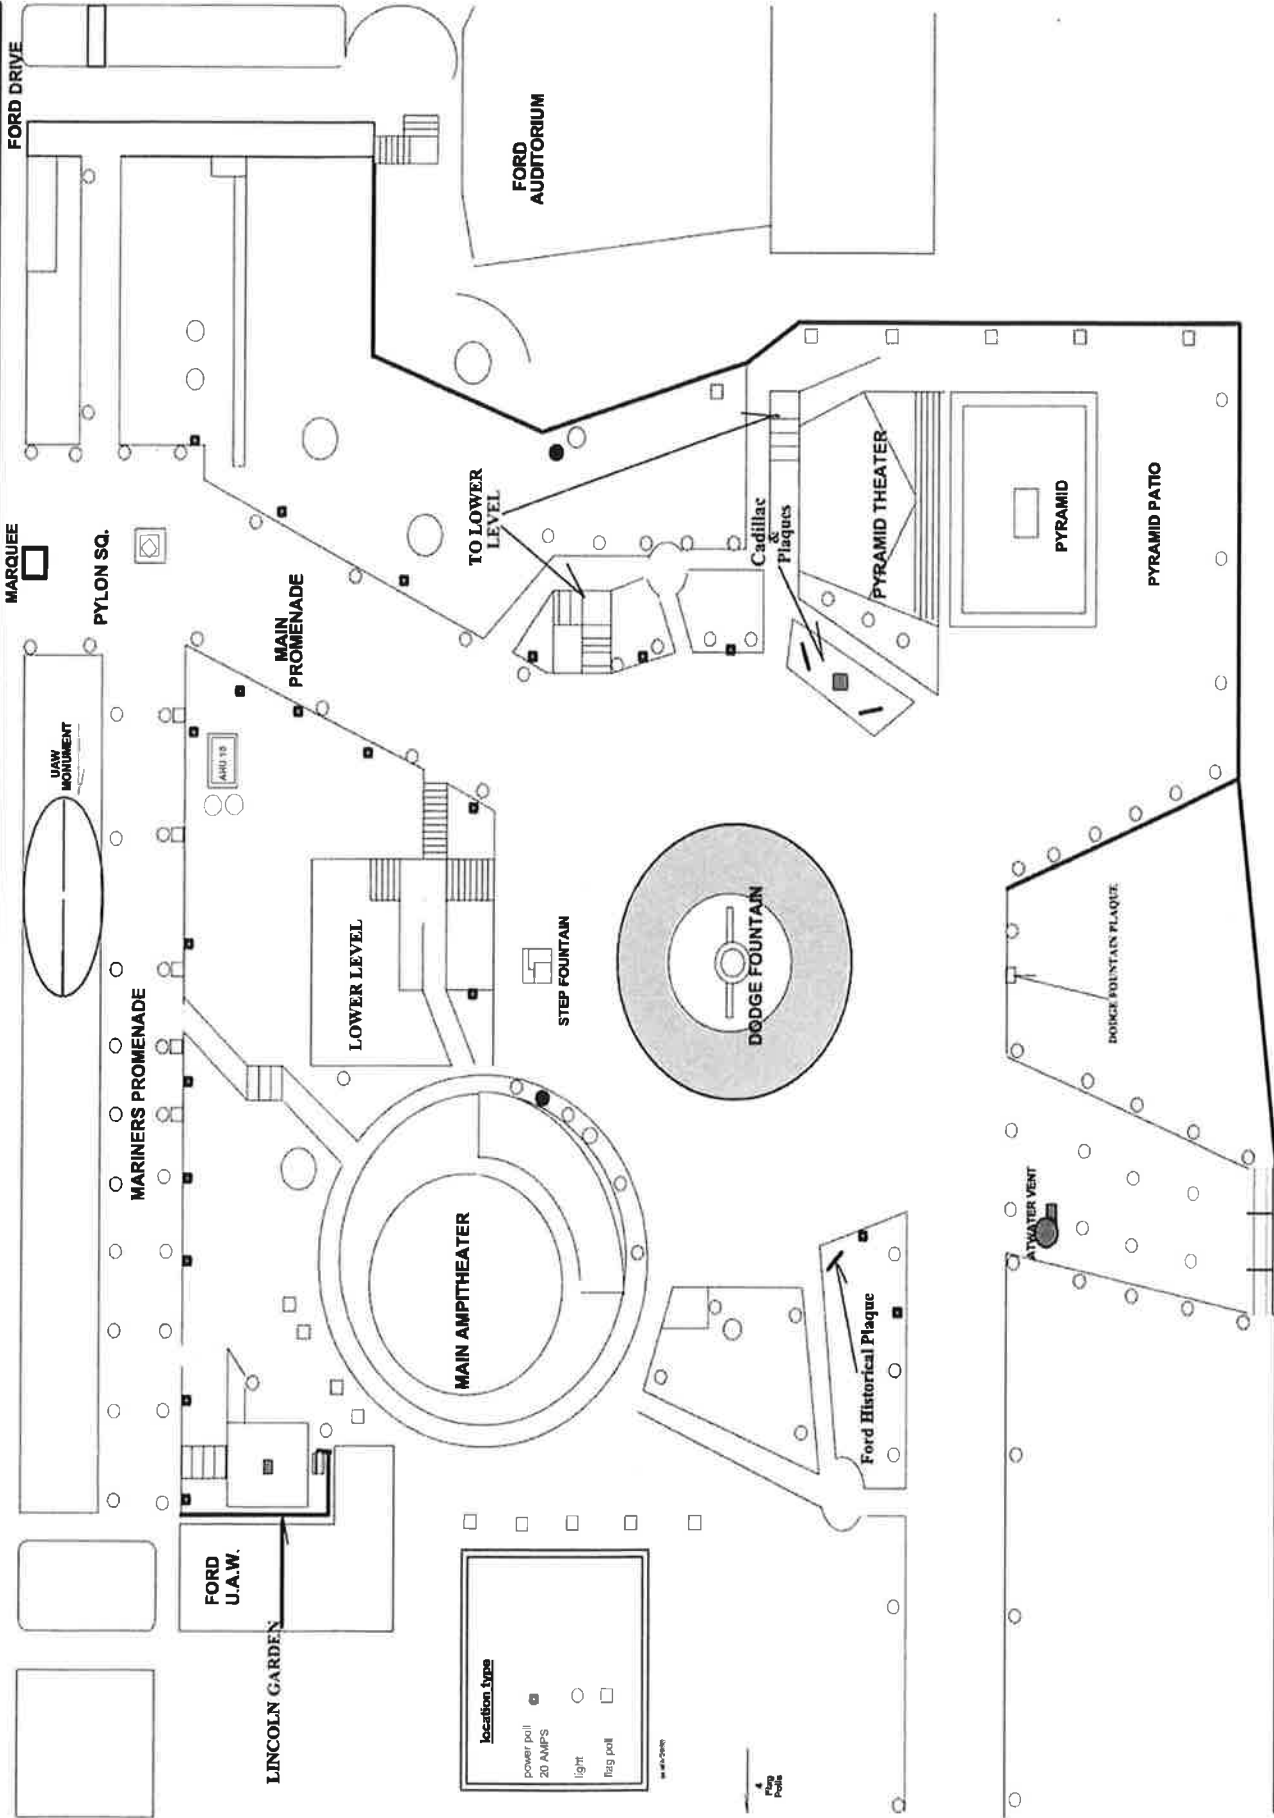 FORD DRIVE
FORD
AUDITORIUM
MARQUEE
PYLON SQ.
MAIN
PROMENADE
TO LOWER
LEVEL
Cadillac
&
Plaques
PYRAMID THEATER
PYRAMID
PYRAMID PATIO
UAW
MONUMENT
AHU 15
MARINERS PROMENADE
LOWER LEVEL
STEP FOUNTAIN
DODGE FOUNTAIN
DODGE FOUNTAIN PLAQUE
MAIN AMPITHEATER
ATWATER VENT
Ford Historical Plaque
FORD
U.A.W.
LINCOLN GARDEN
location type
power poll
20 AMPS
light
flag poll
4
Flag
Polls